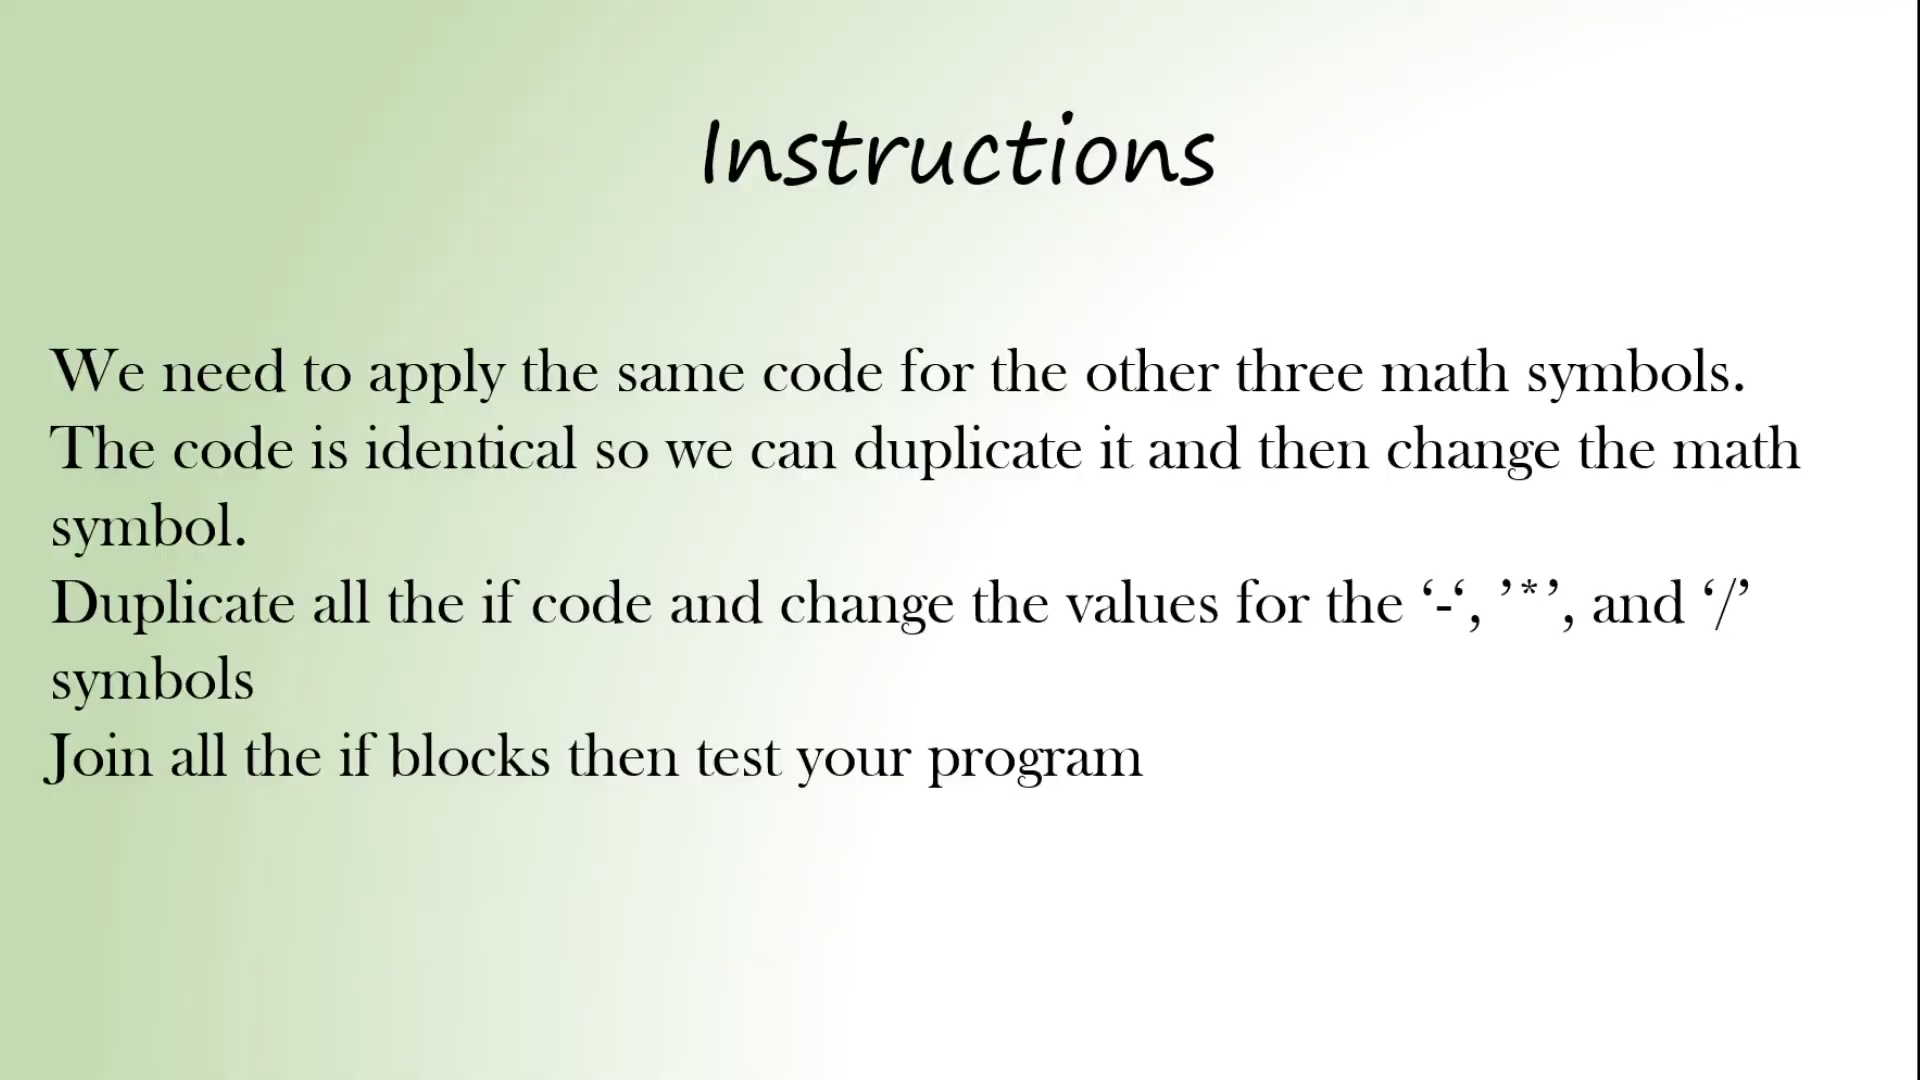 Instructions
We need to apply the same code for the other three math symbols.
The code is identical so we can duplicate it and then change the math
symbol.
Duplicate all the if code and change the values for the ‘-‘, ’*’, and ‘/’
symbols
Join all the if blocks then test your program